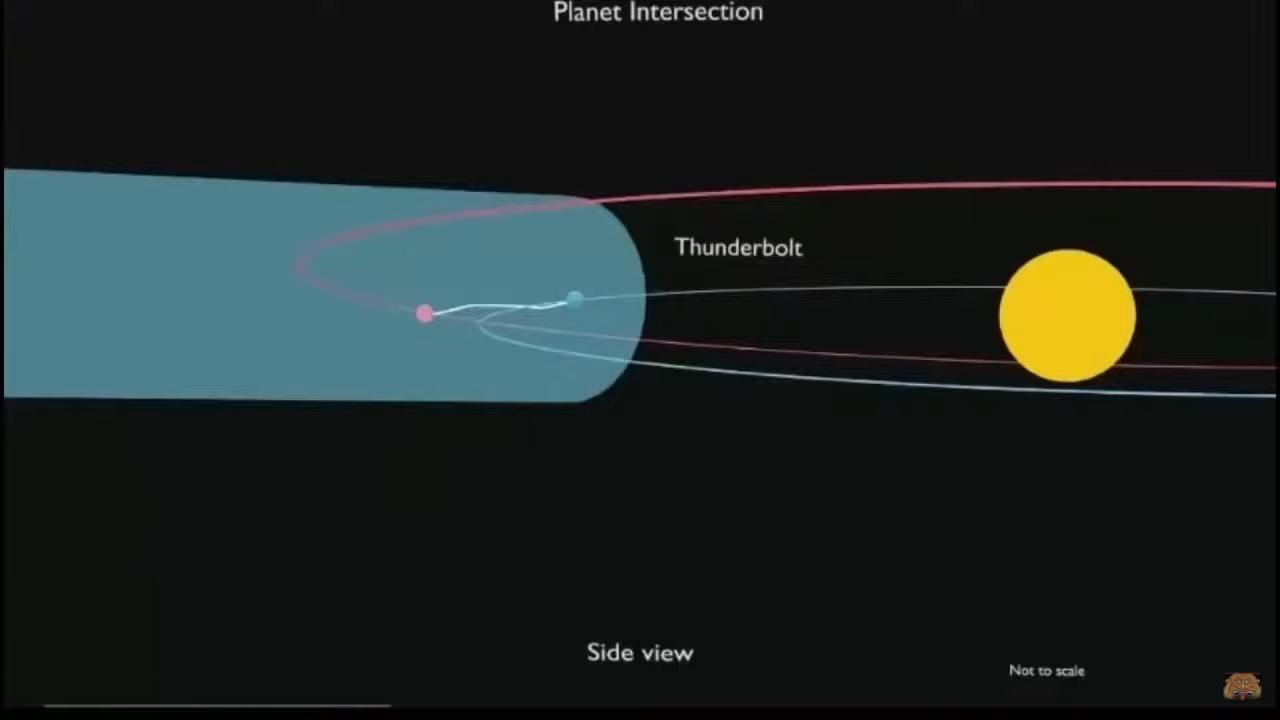 Planet Intersection
Thunderbolt
Side view
Not to scale